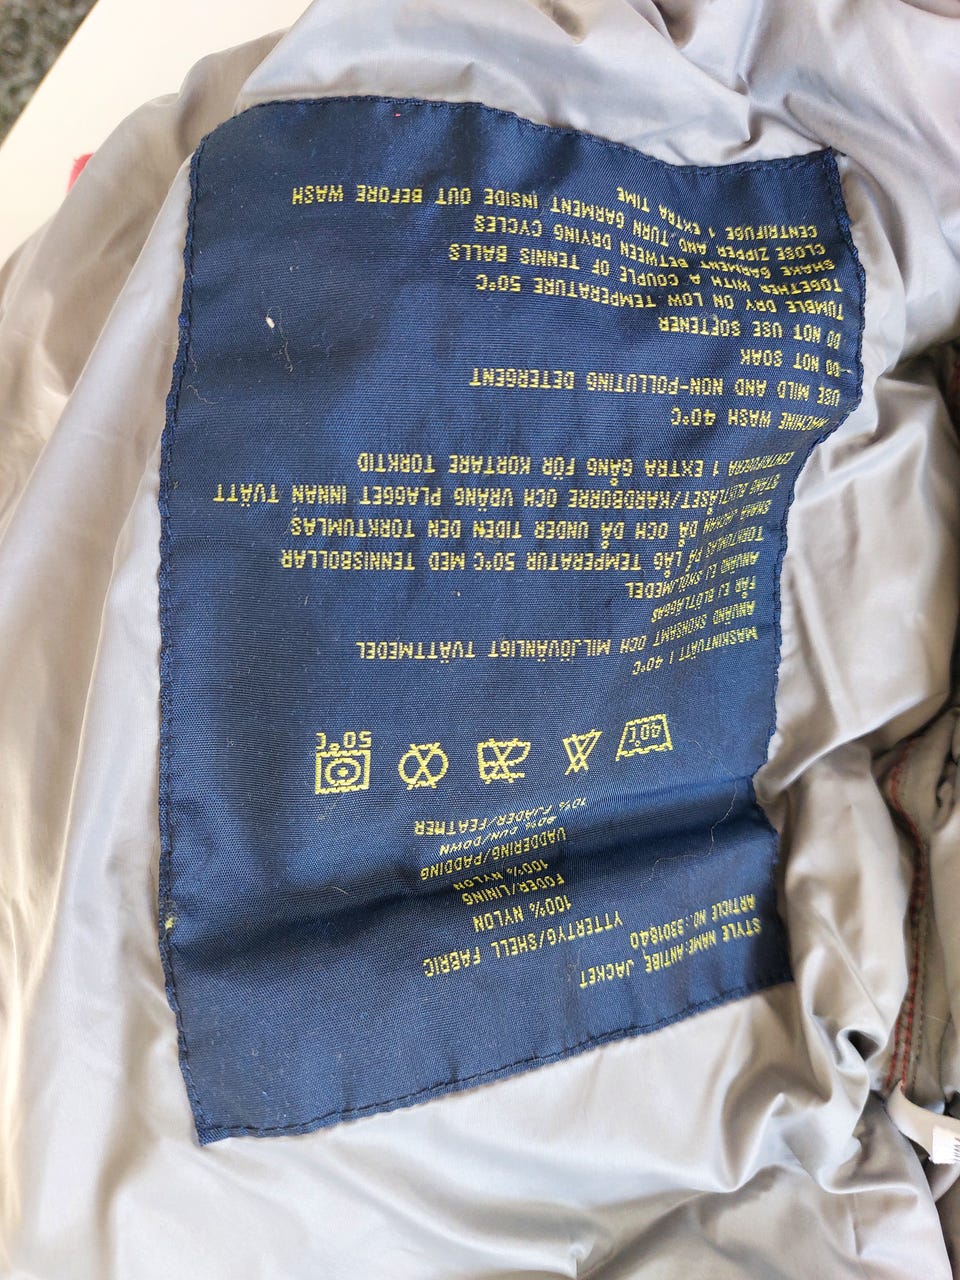 STYLE NAME:ANTIBE JACKET
ARTICLE NO.:9301840
YTTERTYG/SHELL FABRIC
100% NYLON
FODER/LINING
100% NYLON
VADDERING/PADDING
90% DUN/DOWN
10% FJÄDER/FEATHER
40°C
50°C
MASKINTVÄTT I 40°C
ANVÄND SKONSAMT OCH MILJÖVÄNLIGT TVÄTTMEDEL
FÅR EJ BLÖTLÄGGAS
ANVÄND EJ SKÖLJMEDEL
TORKTUMLAS PÅ LÅG TEMPERATUR 50°C MED TENNISBOLLAR
SKAKA JACKAN DÅ OCH DÅ UNDER TIDEN DEN TORKTUMLAS
STÄNG BLIXTLÅSET/KARDBORRE OCH VRÄNG PLAGGET INNAN TVÄTT
CENTRIFUGERA 1 EXTRA GÅNG FÖR KORTARE TORKTID
MACHINE WASH 40°C
USE MILD AND NON-POLLUTING DETERGENT
DO NOT SOAK
DO NOT USE SOFTENER
TUMBLE DRY ON LOW TEMPERATURE 50°C
TOGETHER WITH A COUPLE OF TENNIS BALLS
SHAKE GARMENT BETWEEN DRYING CYCLES
CLOSE ZIPPER AND TURN GARMENT INSIDE OUT BEFORE WASH
CENTRIFUGE 1 EXTRA TIME